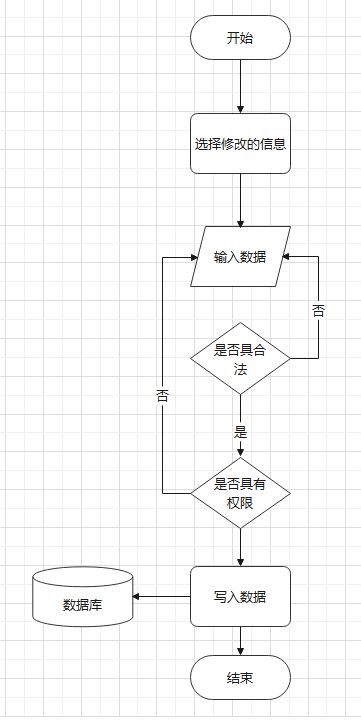 开始
选择修改的信息
输入数据
否
是否具合
法
否
是
是否具有
权限
写入数据
数据库
结束